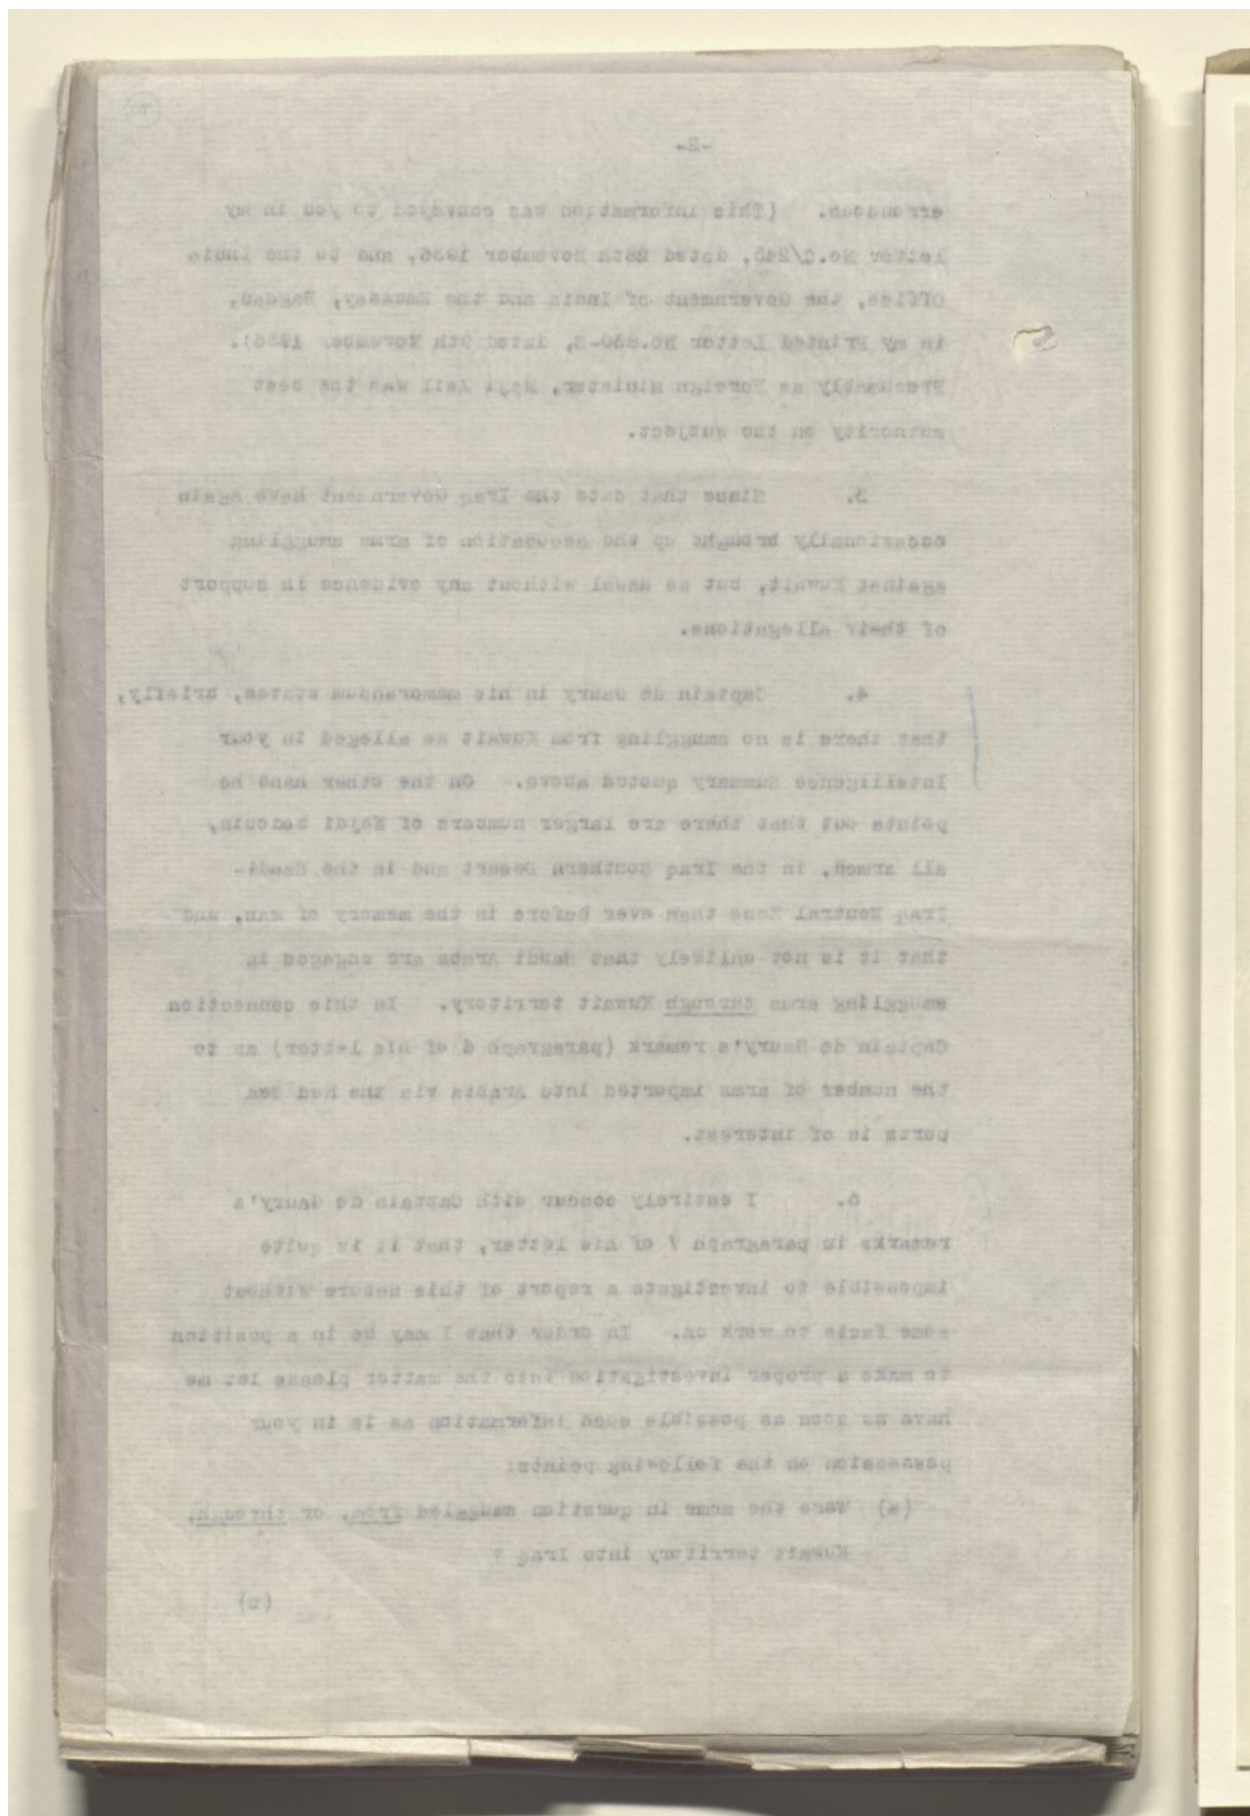 -2-
erroneous. (This information was conveyed to you in my
letter No.C/245, dated 28th November 1936, and to the India
Office, the Government of India and the Embassy, Bagdad,
in my Printed Letter No.830-S, dated 9th November 1936).
Presumably as Foreign Minister, Naji Asil was the best
authority on the subject.
3. Since that date the Iraq Government have again
occasionally brought up the accusation of arms smuggling
against Kuwait, but as usual without any evidence in support
of their allegations.
4. Captain de Gaury in his memorandum states, briefly,
that there is no smuggling from Kuwait as alleged in your
Intelligence Summary quoted above. On the other hand he
points out that there are larger numbers of Nejdi bedouin,
all armed, in the Iraq Southern Desert and in the Saudi-
Iraq Neutral Zone than ever before in the memory of man, and
that it is not unlikely that Saudi Arabs are engaged in
smuggling arms through Kuwait territory. In this connection
Captain de Gaury's remark (paragraph 6 of his letter) as to
the number of arms imported into Arabia via the Red Sea
ports is of interest.
6. I entirely concur with Captain de Gaury's
remarks in paragraph 7 of his letter, that it is quite
impossible to investigate a report of this nature without
some facts to work on. In order that I may be in a position
to make a proper investigation into the matter please let me
have as soon as possible such information as is in your
possession on the following points:
(a) Were the arms in question smuggled from, or through,
Kuwait territory into Iraq ?
(b)